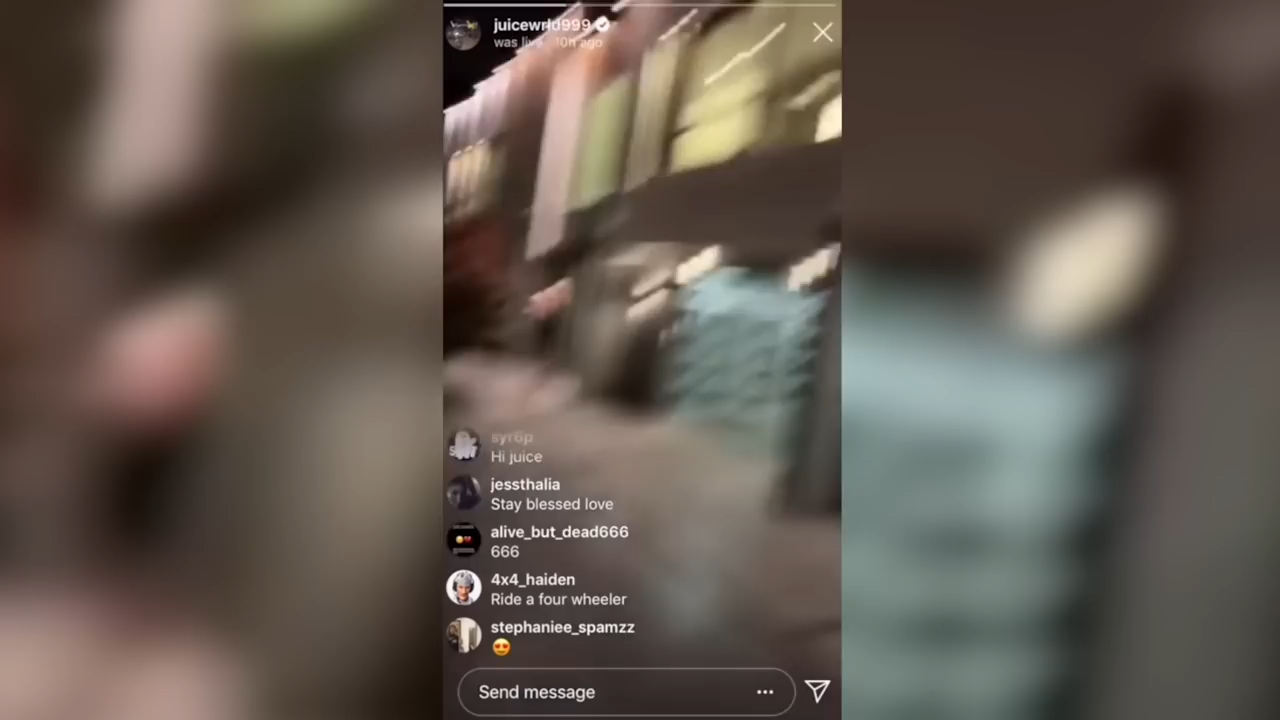 juicewrld999
was live 10h ago
syr6p
Hi juice
jessthalia
Stay blessed love
alive_but_dead666
666
4x4_haiden
Ride a four wheeler
stephaniee_spamzz
😍
Send message